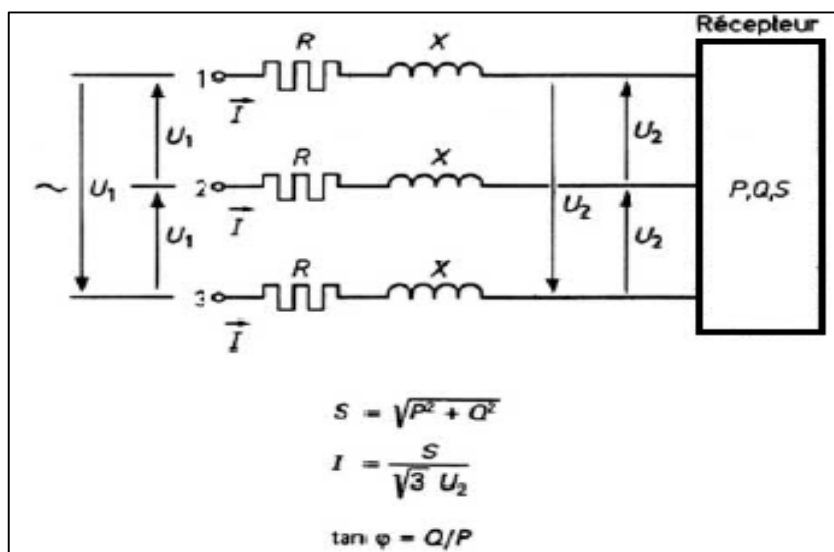 Récepteur
R X
1
I
U₁ U₂
R X
~ U₁ 2 U₂ P,Q,S
I
U₁ U₂
R X
3
I
S = √P² + Q²
I = S / √3 U₂
tan φ = Q/P